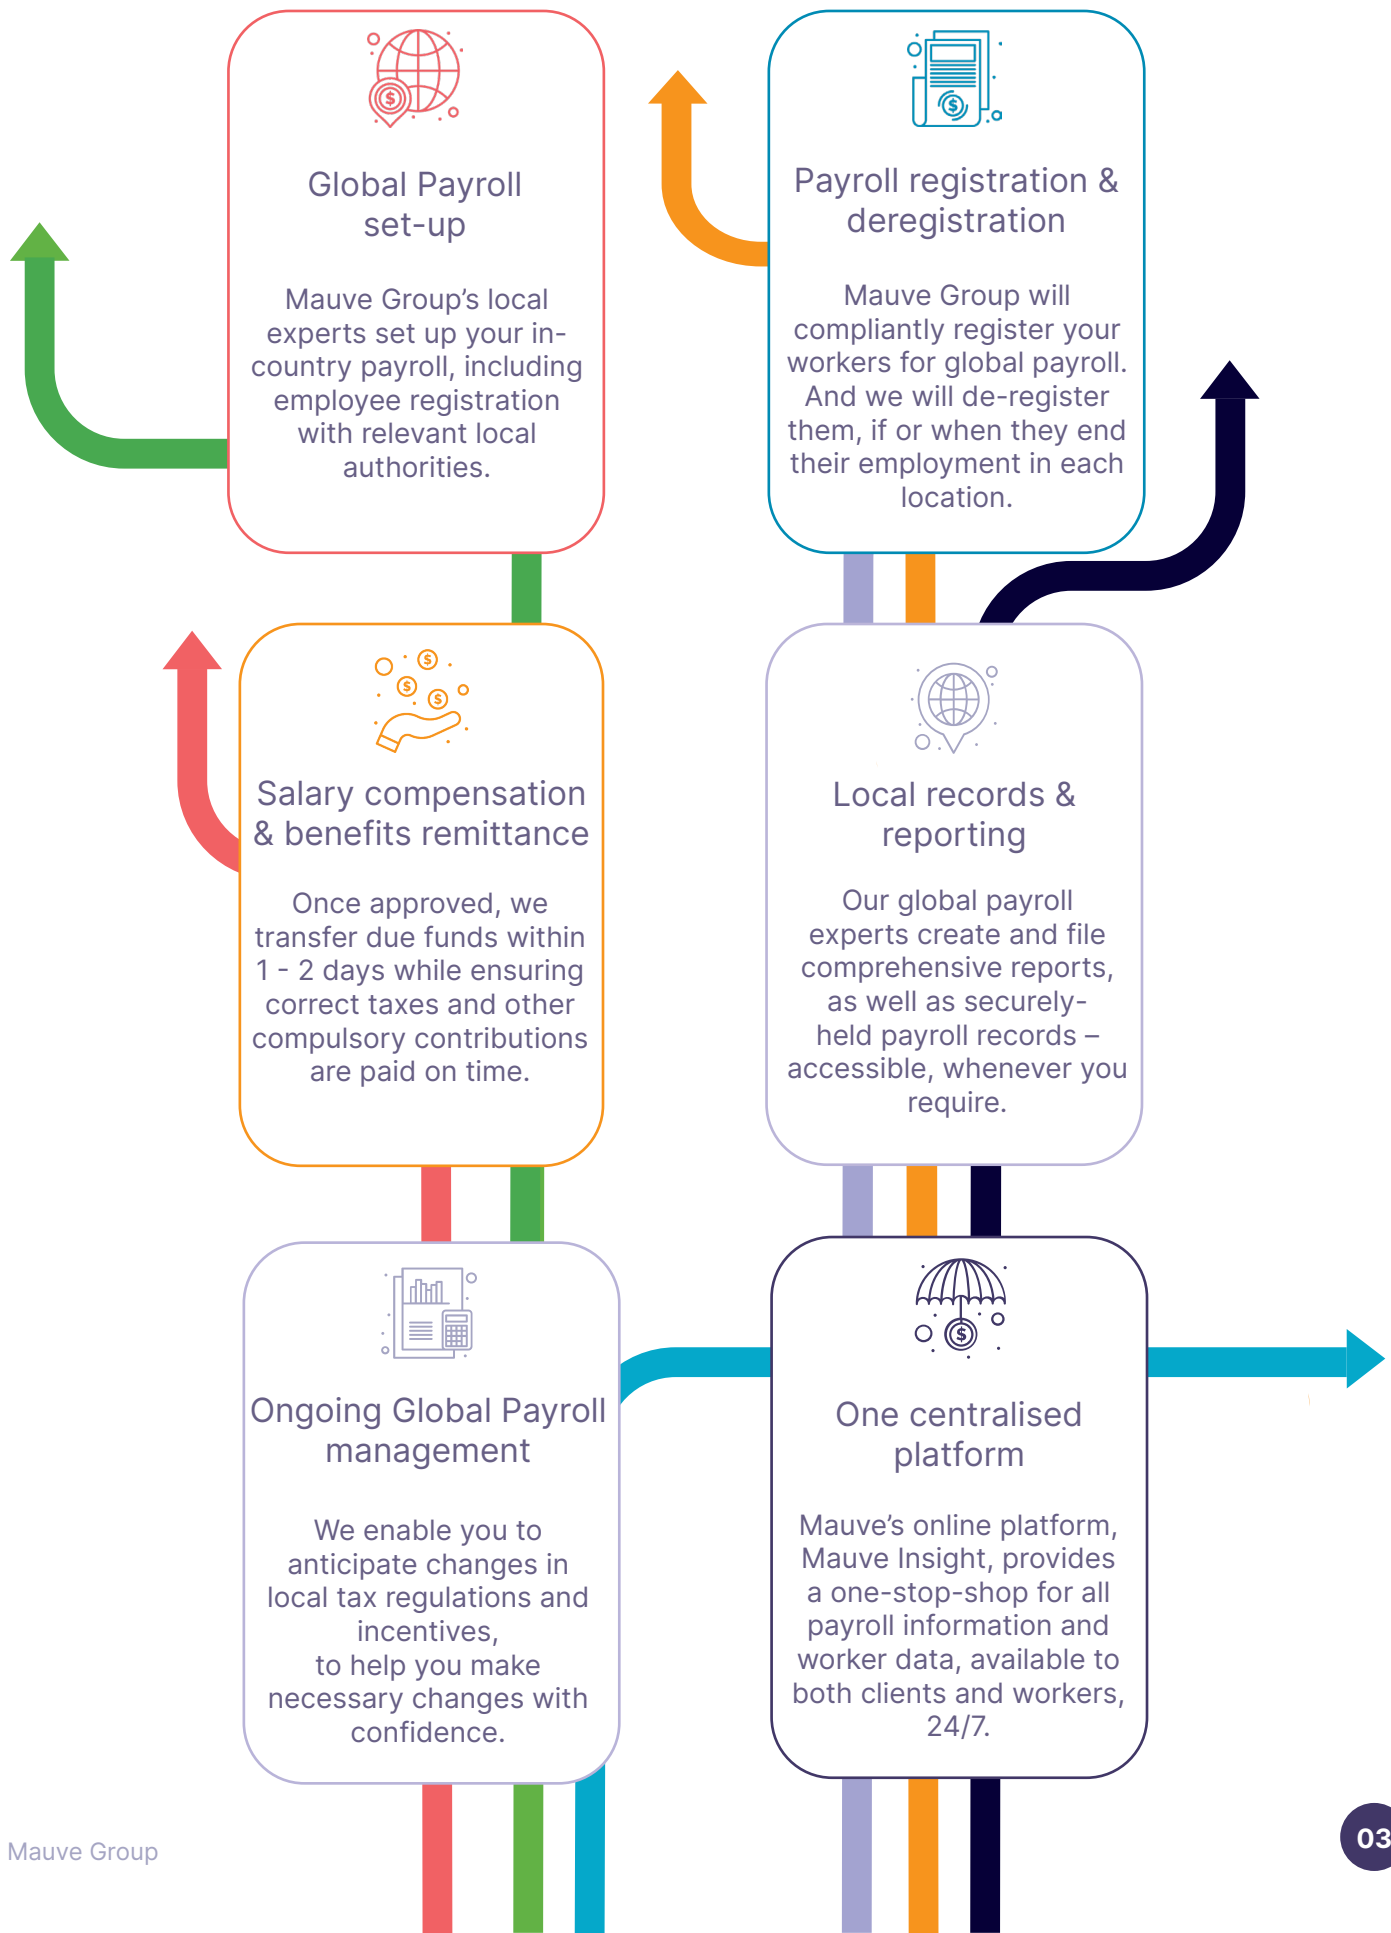 Global Payroll
set-up
Mauve Group’s local
experts set up your in-
country payroll, including
employee registration
with relevant local
authorities.
Payroll registration &
deregistration
Mauve Group will
compliantly register your
workers for global payroll.
And we will de-register
them, if or when they end
their employment in each
location.
Salary compensation
& benefits remittance
Once approved, we
transfer due funds within
1 - 2 days while ensuring
correct taxes and other
compulsory contributions
are paid on time.
Local records &
reporting
Our global payroll
experts create and file
comprehensive reports,
as well as securely-
held payroll records –
accessible, whenever you
require.
Ongoing Global Payroll
management
We enable you to
anticipate changes in
local tax regulations and
incentives,
to help you make
necessary changes with
confidence.
One centralised
platform
Mauve’s online platform,
Mauve Insight, provides
a one-stop-shop for all
payroll information and
worker data, available to
both clients and workers,
24/7.
Mauve Group
03